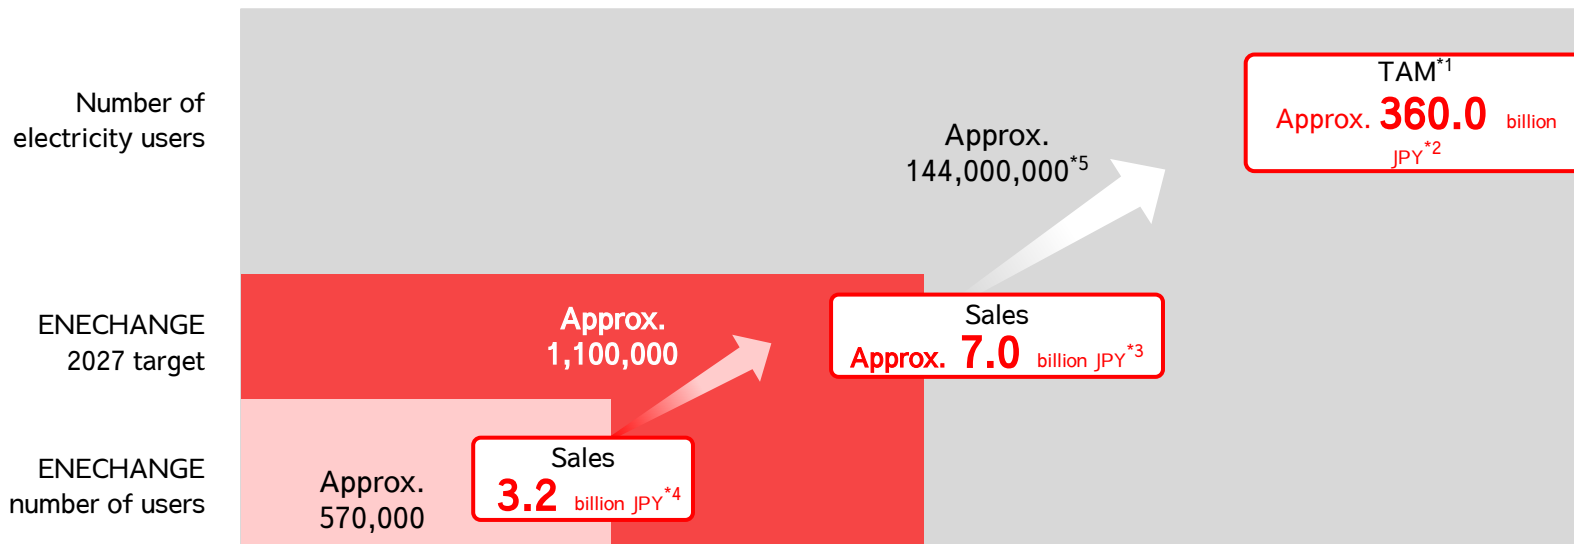 Number of
electricity users
Approx.
144,000,000*5
TAM*1
Approx. 360.0 billion
JPY*2
ENECHANGE
2027 target
Approx.
1,100,000
Sales
Approx. 7.0 billion JPY*3
ENECHANGE
number of users
Approx.
570,000
Sales
3.2 billion JPY*4